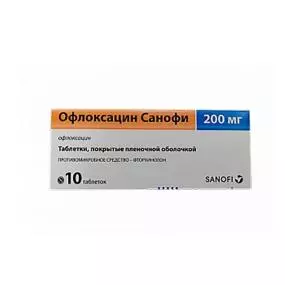 Офлоксацин Санофи 200 мг
офлоксацин
Таблетки, покрытые пленочной оболочкой
ПРОТИВОМИКРОБНОЕ СРЕДСТВО – ФТОРХИНОЛОН
10 таблеток
SANOFI